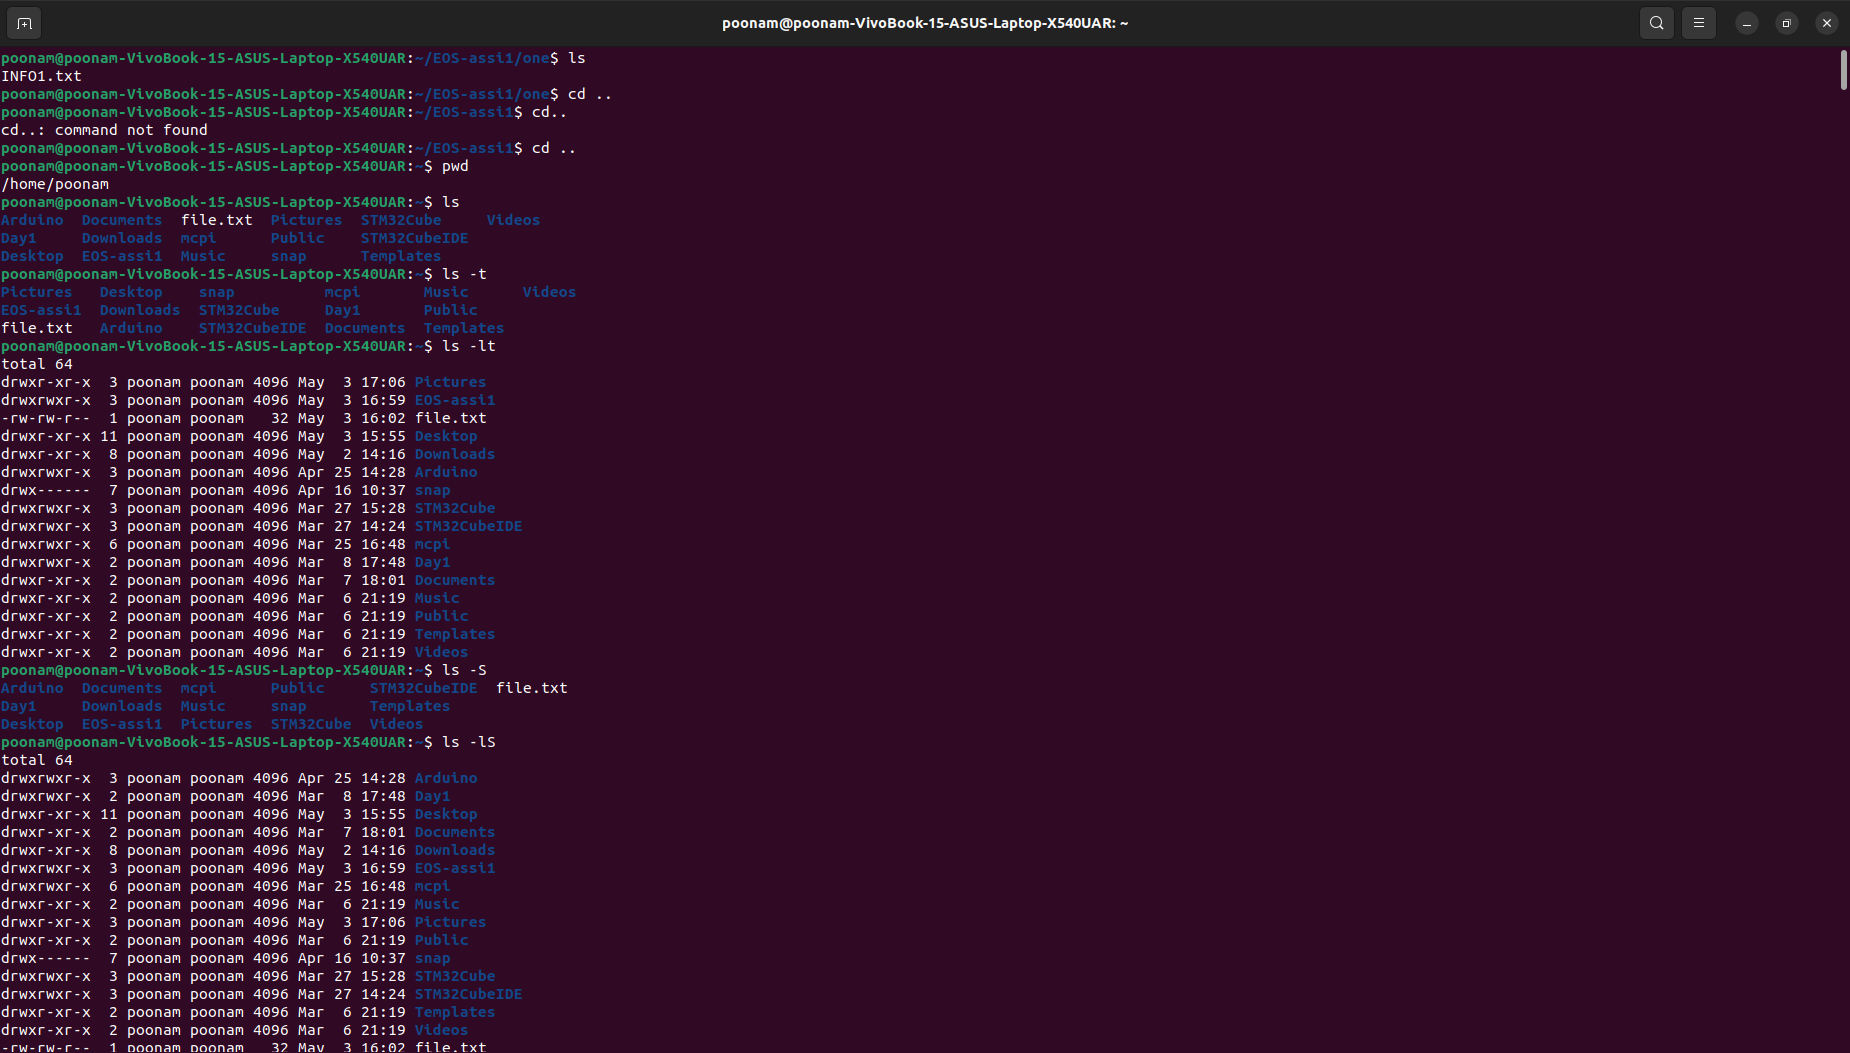 poonam@poonam-VivoBook-15-ASUS-Laptop-X540UAR: ~
poonam@poonam-VivoBook-15-ASUS-Laptop-X540UAR:~/EOS-assi1/one$ ls
INFO1.txt
poonam@poonam-VivoBook-15-ASUS-Laptop-X540UAR:~/EOS-assi1/one$ cd ..
poonam@poonam-VivoBook-15-ASUS-Laptop-X540UAR:~/EOS-assi1$ cd..
cd..: command not found
poonam@poonam-VivoBook-15-ASUS-Laptop-X540UAR:~/EOS-assi1$ cd ..
poonam@poonam-VivoBook-15-ASUS-Laptop-X540UAR:~$ pwd
/home/poonam
poonam@poonam-VivoBook-15-ASUS-Laptop-X540UAR:~$ ls
Arduino  Documents  file.txt  Pictures  STM32Cube     Videos
Day1     Downloads  mcpi      Public    STM32CubeIDE
Desktop  EOS-assi1  Music     snap      Templates
poonam@poonam-VivoBook-15-ASUS-Laptop-X540UAR:~$ ls -t
Pictures   Desktop    snap          mcpi       Music      Videos
EOS-assi1  Downloads  STM32Cube     Day1       Public
file.txt   Arduino    STM32CubeIDE  Documents  Templates
poonam@poonam-VivoBook-15-ASUS-Laptop-X540UAR:~$ ls -lt
total 64
drwxr-xr-x  3 poonam poonam 4096 May  3 17:06 Pictures
drwxrwxr-x  3 poonam poonam 4096 May  3 16:59 EOS-assi1
-rw-rw-r--  1 poonam poonam   32 May  3 16:02 file.txt
drwxr-xr-x 11 poonam poonam 4096 May  3 15:55 Desktop
drwxr-xr-x  8 poonam poonam 4096 May  2 14:16 Downloads
drwxrwxr-x  3 poonam poonam 4096 Apr 25 14:28 Arduino
drwx------  7 poonam poonam 4096 Apr 16 10:37 snap
drwxrwxr-x  3 poonam poonam 4096 Mar 27 15:28 STM32Cube
drwxrwxr-x  3 poonam poonam 4096 Mar 27 14:24 STM32CubeIDE
drwxrwxr-x  6 poonam poonam 4096 Mar 25 16:48 mcpi
drwxrwxr-x  2 poonam poonam 4096 Mar  8 17:48 Day1
drwxr-xr-x  2 poonam poonam 4096 Mar  7 18:01 Documents
drwxr-xr-x  2 poonam poonam 4096 Mar  6 21:19 Music
drwxr-xr-x  2 poonam poonam 4096 Mar  6 21:19 Public
drwxr-xr-x  2 poonam poonam 4096 Mar  6 21:19 Templates
drwxr-xr-x  2 poonam poonam 4096 Mar  6 21:19 Videos
poonam@poonam-VivoBook-15-ASUS-Laptop-X540UAR:~$ ls -S
Arduino  Documents  mcpi      Public     STM32CubeIDE  file.txt
Day1     Downloads  Music     snap       Templates
Desktop  EOS-assi1  Pictures  STM32Cube  Videos
poonam@poonam-VivoBook-15-ASUS-Laptop-X540UAR:~$ ls -lS
total 64
drwxrwxr-x  3 poonam poonam 4096 Apr 25 14:28 Arduino
drwxrwxr-x  2 poonam poonam 4096 Mar  8 17:48 Day1
drwxr-xr-x 11 poonam poonam 4096 May  3 15:55 Desktop
drwxr-xr-x  2 poonam poonam 4096 Mar  7 18:01 Documents
drwxr-xr-x  8 poonam poonam 4096 May  2 14:16 Downloads
drwxrwxr-x  3 poonam poonam 4096 May  3 16:59 EOS-assi1
drwxrwxr-x  6 poonam poonam 4096 Mar 25 16:48 mcpi
drwxr-xr-x  2 poonam poonam 4096 Mar  6 21:19 Music
drwxr-xr-x  3 poonam poonam 4096 May  3 17:06 Pictures
drwxr-xr-x  2 poonam poonam 4096 Mar  6 21:19 Public
drwx------  7 poonam poonam 4096 Apr 16 10:37 snap
drwxrwxr-x  3 poonam poonam 4096 Mar 27 15:28 STM32Cube
drwxrwxr-x  3 poonam poonam 4096 Mar 27 14:24 STM32CubeIDE
drwxr-xr-x  2 poonam poonam 4096 Mar  6 21:19 Templates
drwxr-xr-x  2 poonam poonam 4096 Mar  6 21:19 Videos
-rw-rw-r--  1 poonam poonam   32 May  3 16:02 file.txt